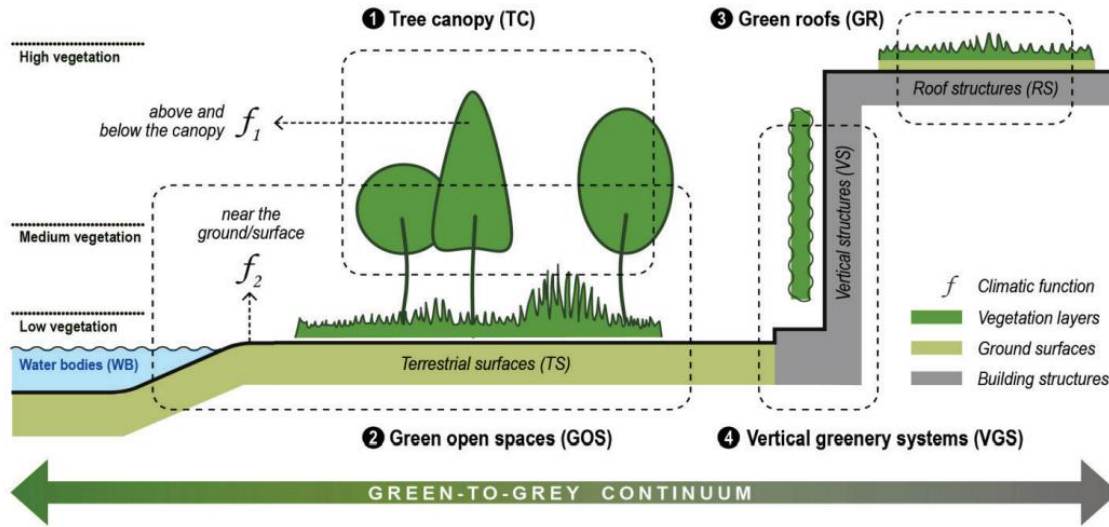 ❶ Tree canopy (TC)
❸ Green roofs (GR)
High vegetation
Roof structures (RS)
above and
below the canopy
f1
near the
ground/surface
f2
Medium vegetation
Vertical structures (VS)
f Climatic function
Low vegetation
Vegetation layers
Water bodies (WB)
Terrestrial surfaces (TS)
Ground surfaces
Building structures
❷ Green open spaces (GOS)
❹ Vertical greenery systems (VGS)
GREEN-TO-GREY CONTINUUM